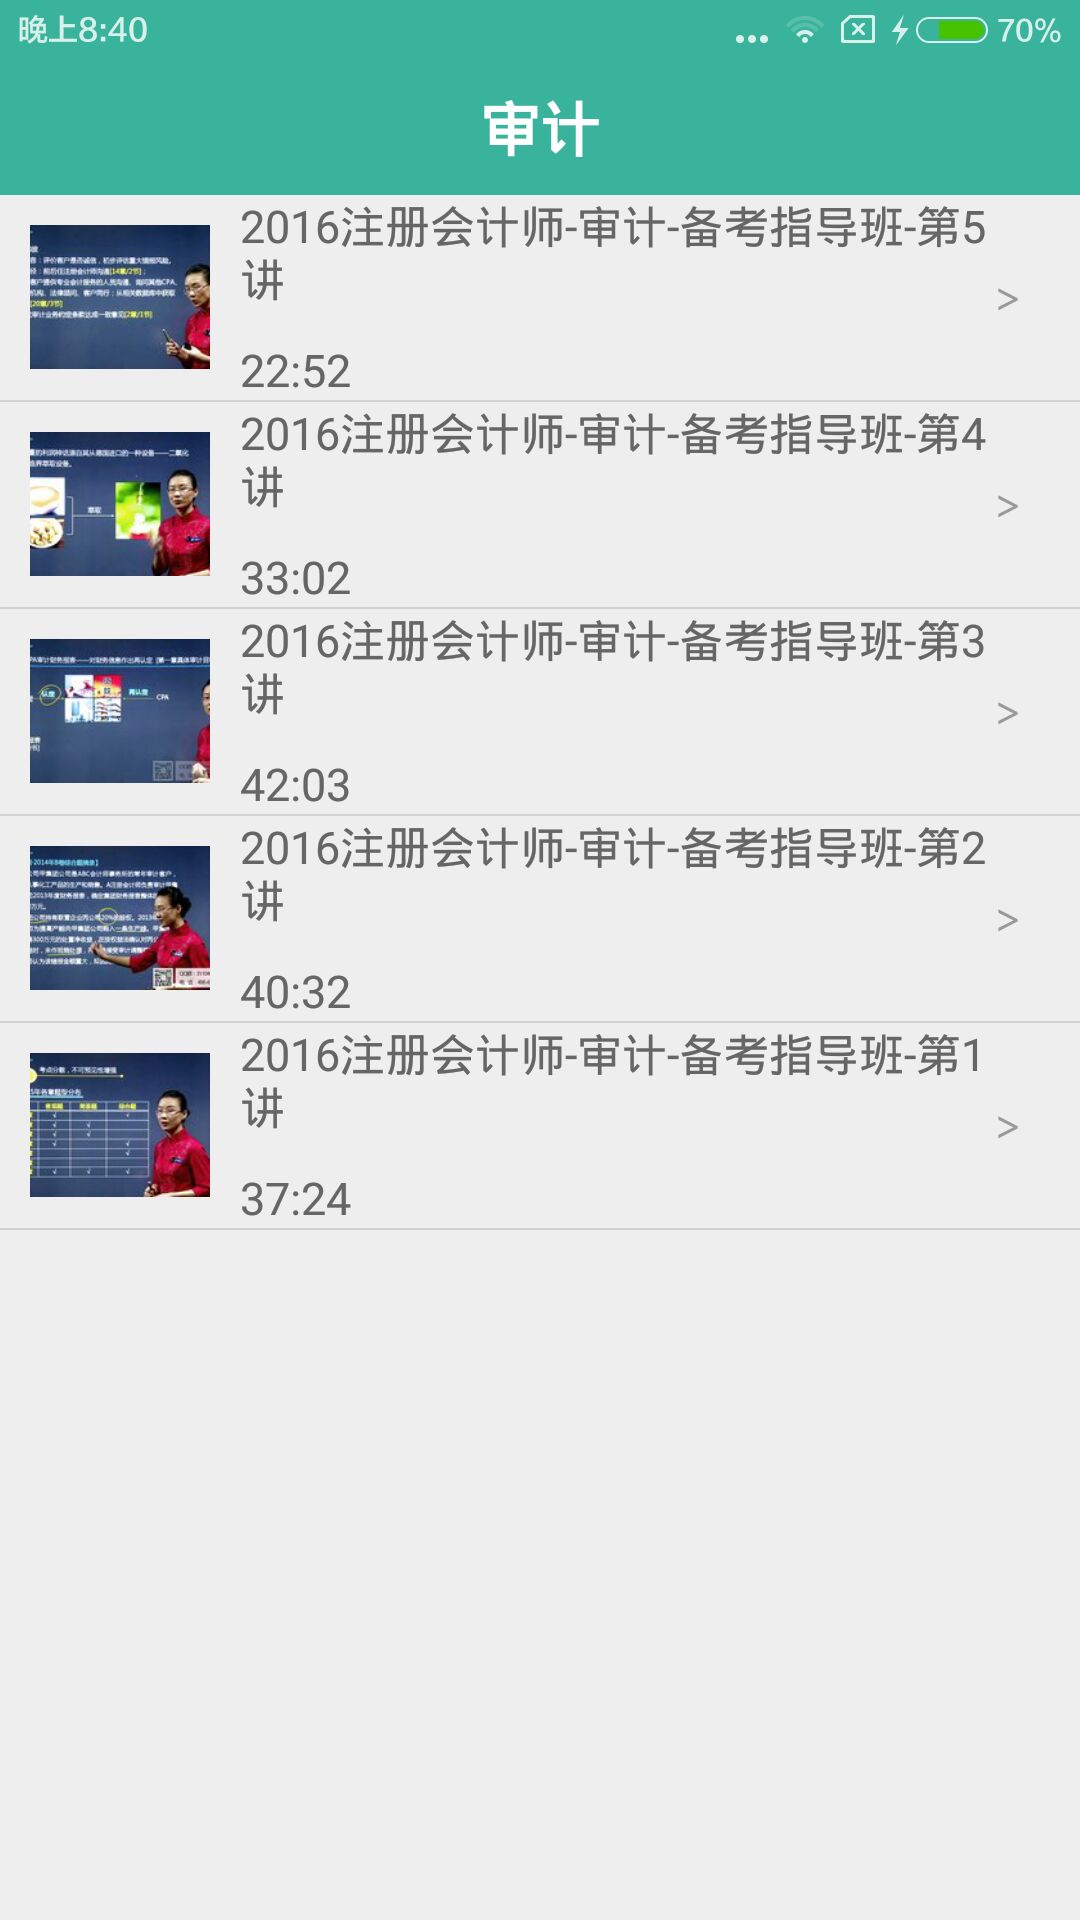 晚上8:40
70%
审计
2016注册会计师-审计-备考指导班-第5
讲
>
22:52
2016注册会计师-审计-备考指导班-第4
讲
>
33:02
2016注册会计师-审计-备考指导班-第3
讲
>
42:03
2016注册会计师-审计-备考指导班-第2
讲
>
40:32
2016注册会计师-审计-备考指导班-第1
讲
>
37:24